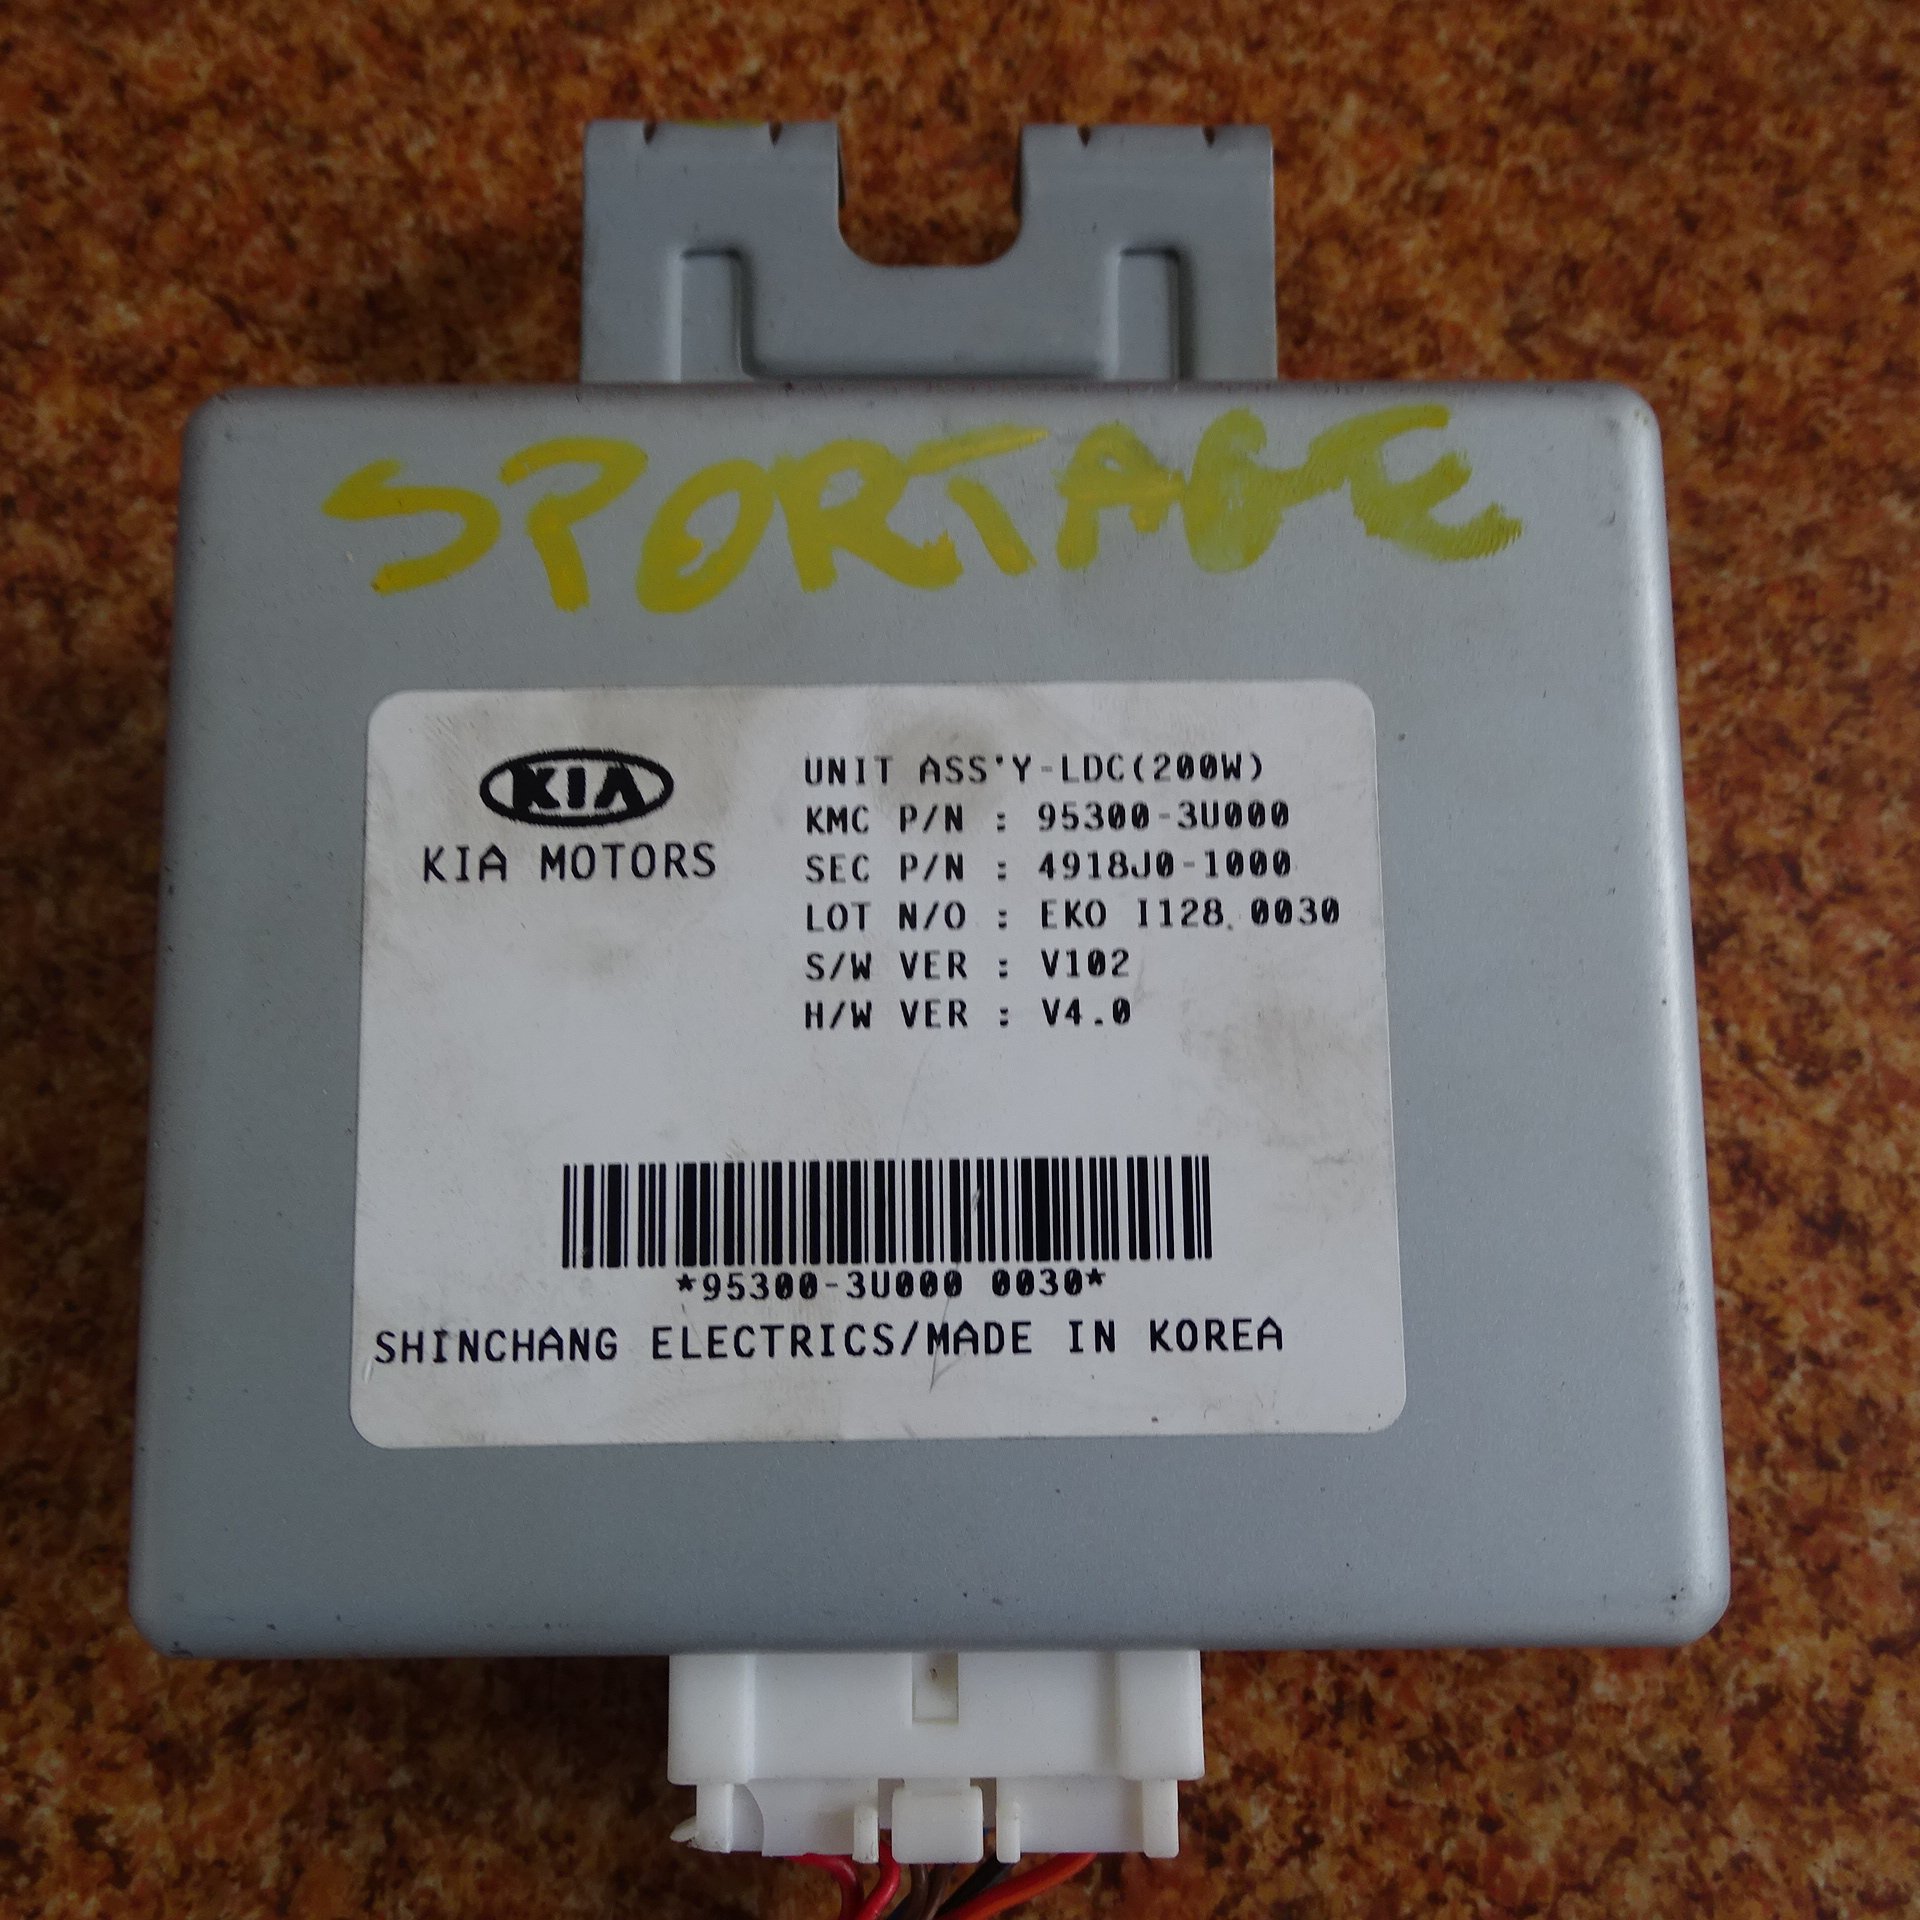 SPORTAGE
KIA
KIA MOTORS
UNIT ASS'Y-LDC(200W)
KMC P/N : 95300-3U000
SEC P/N : 4918J0-1000
LOT N/O : EKO I128.0030
S/W VER : V102
H/W VER : V4.0
*95300-3U000 0030*
SHINCHANG ELECTRICS/MADE IN KOREA